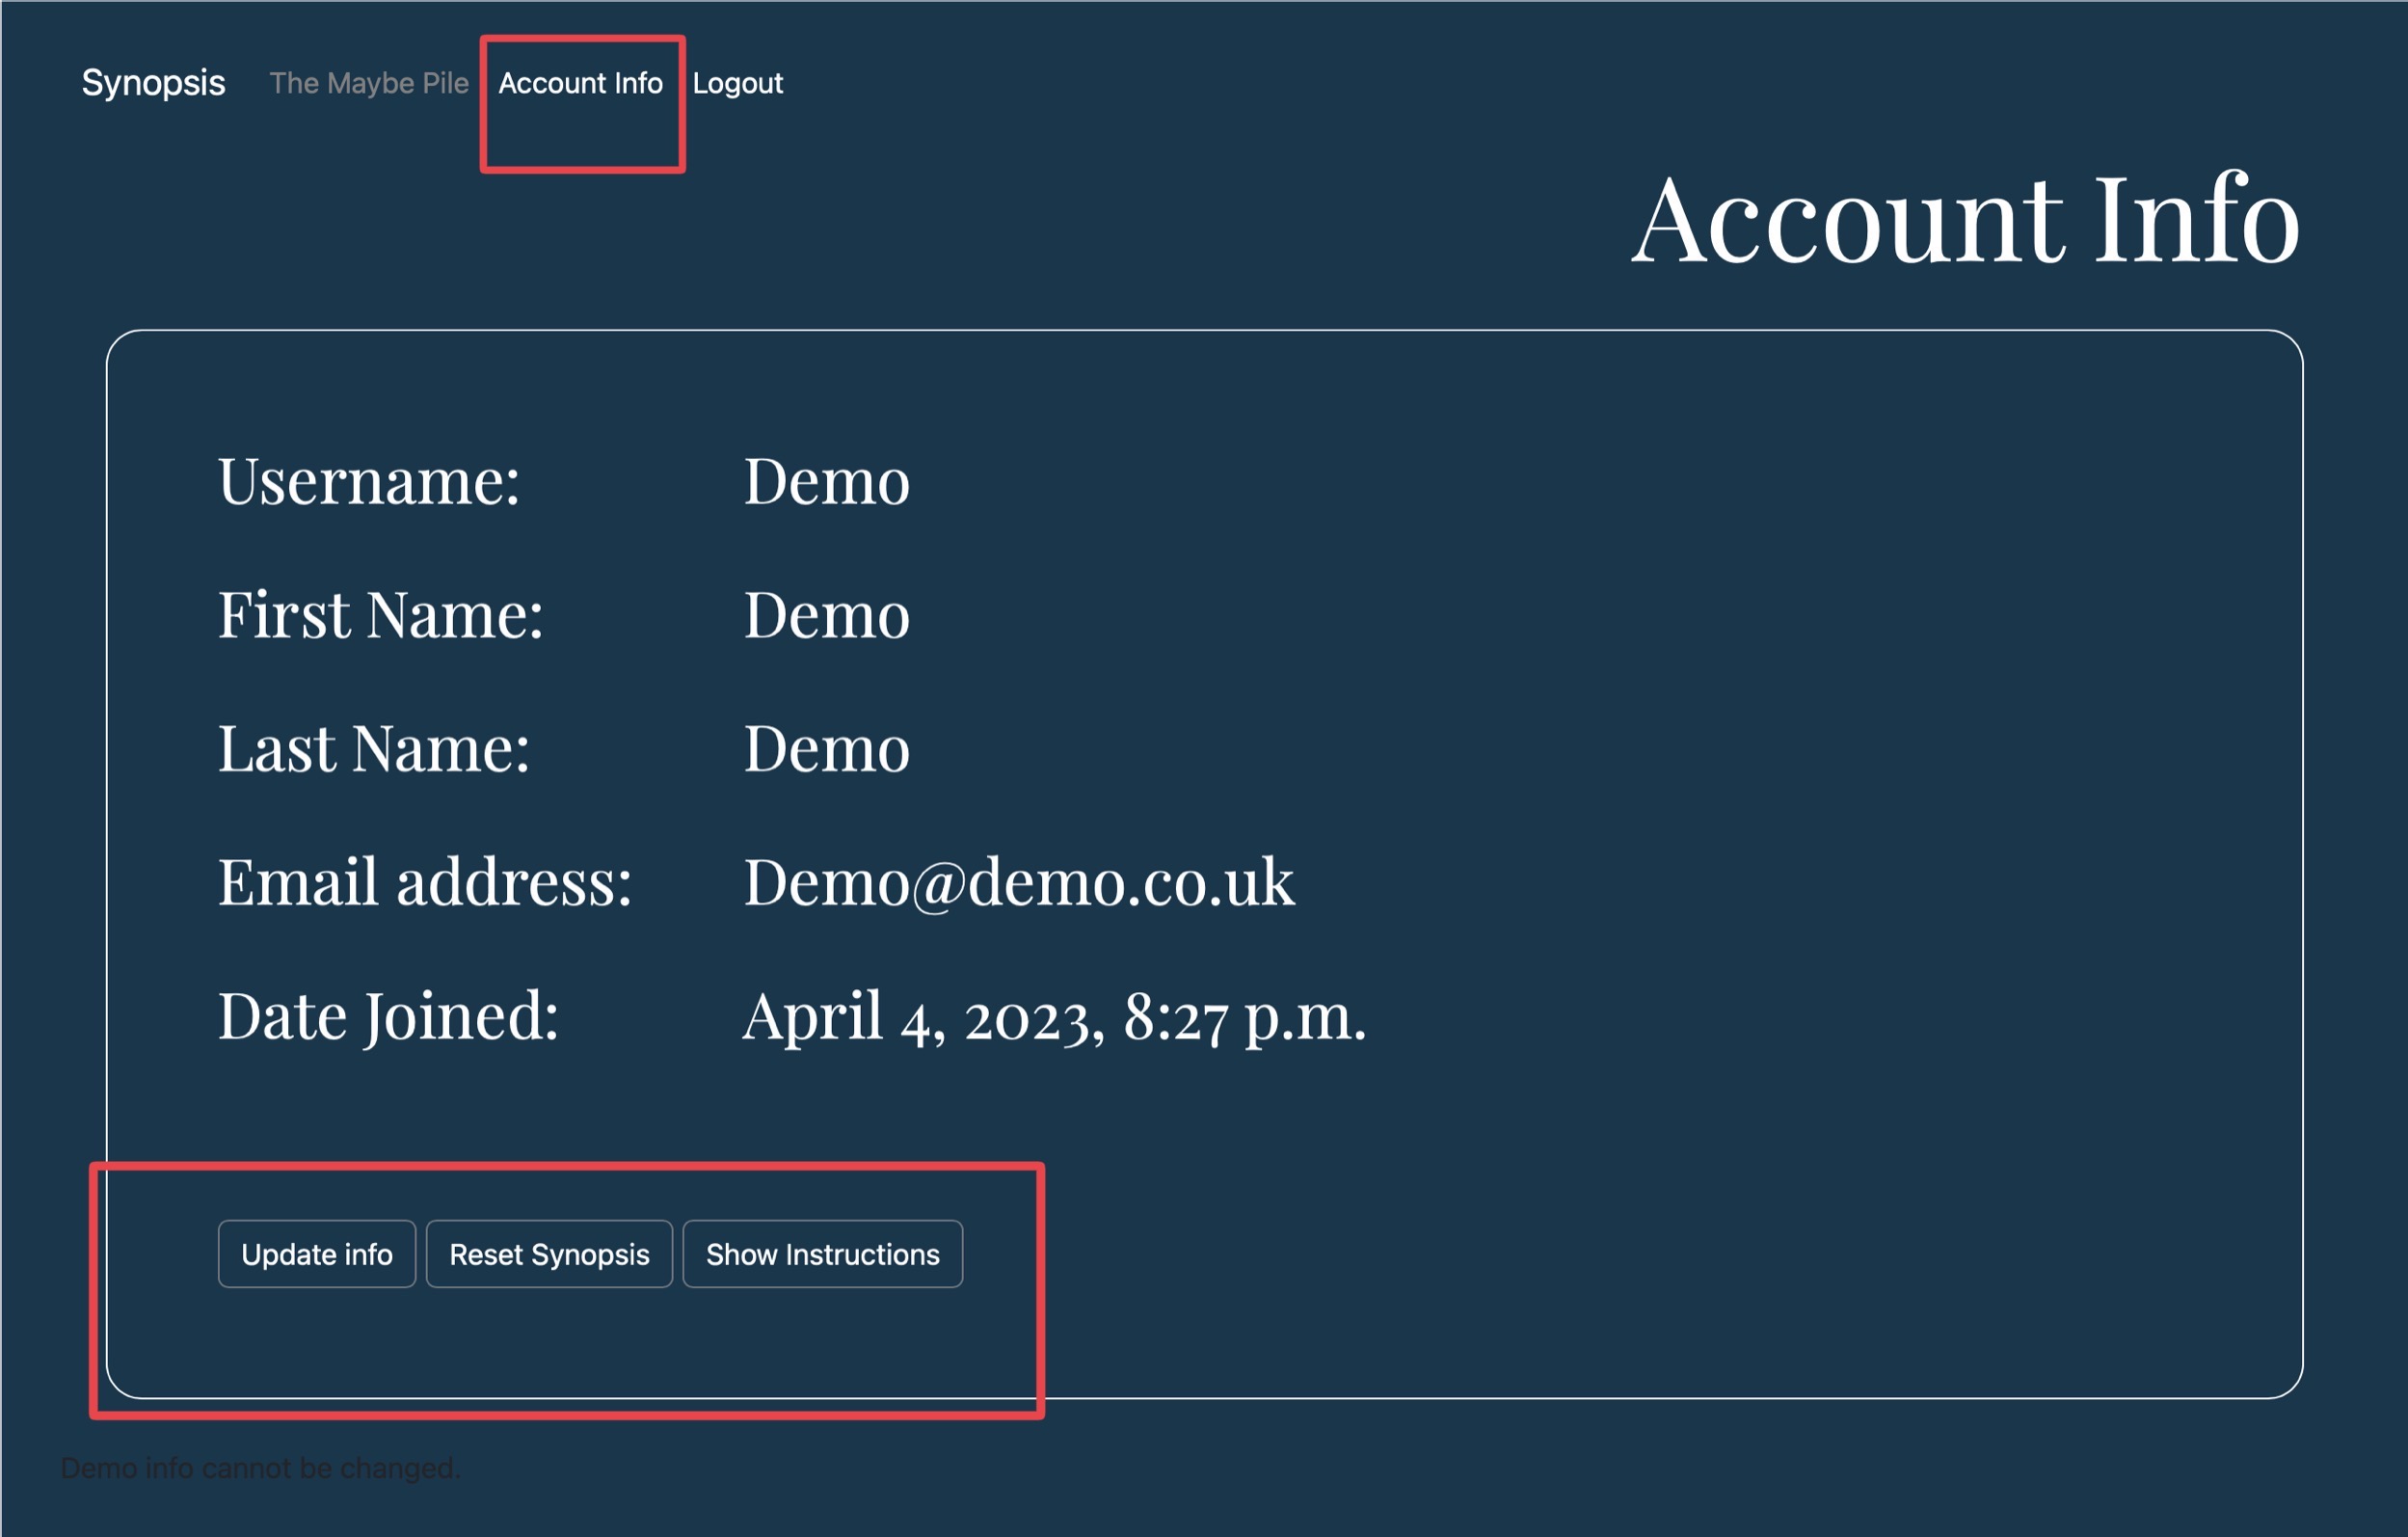 Synopsis The Maybe Pile Account Info Logout
Account Info
Username: Demo
First Name: Demo
Last Name: Demo
Email address: Demo@demo.co.uk
Date Joined: April 4, 2023, 8:27 p.m.
Update info Reset Synopsis Show Instructions
Demo info cannot be changed.